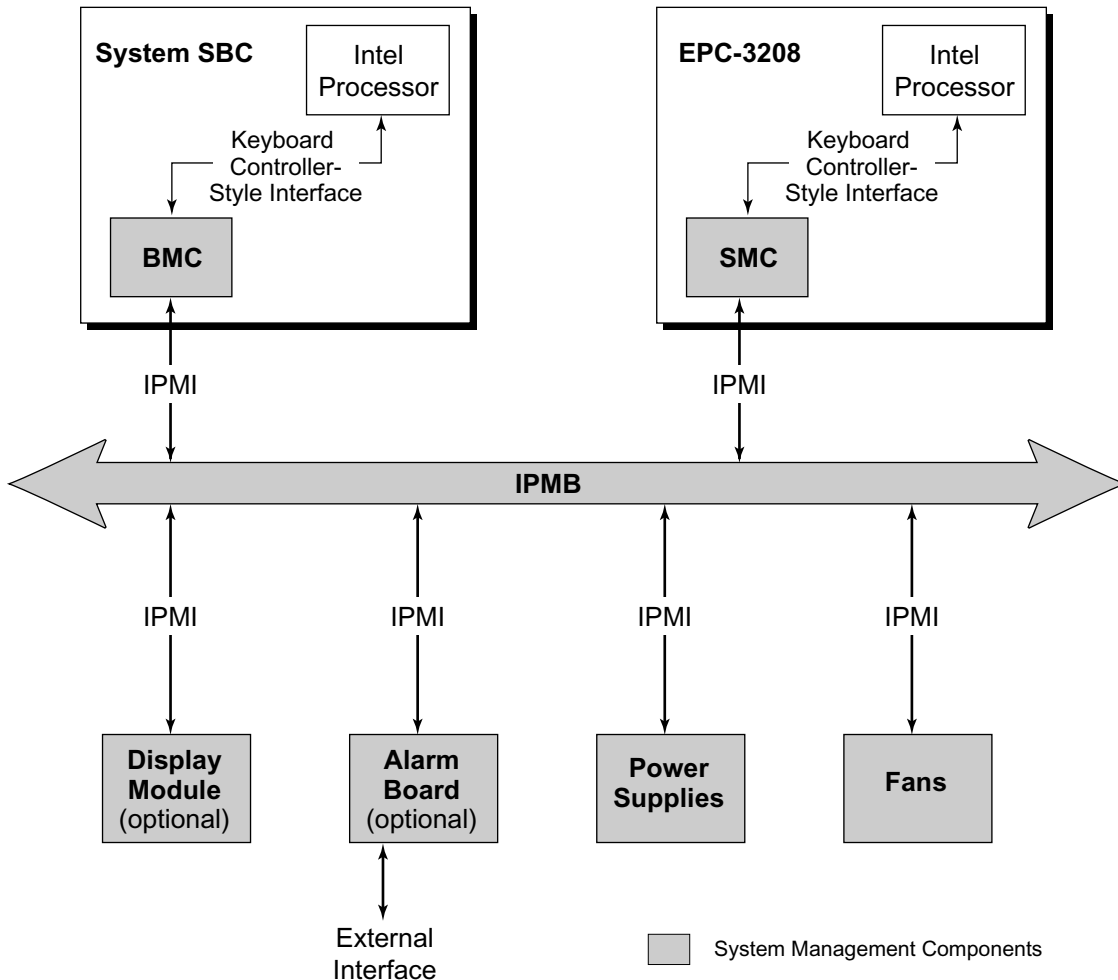 System SBC
Intel
Processor
Keyboard
Controller-
Style Interface
BMC
EPC-3208
Intel
Processor
Keyboard
Controller-
Style Interface
SMC
IPMI
IPMI
IPMB
IPMI
IPMI
IPMI
IPMI
Display
Module
(optional)
Alarm
Board
(optional)
Power
Supplies
Fans
External
Interface
System Management Components